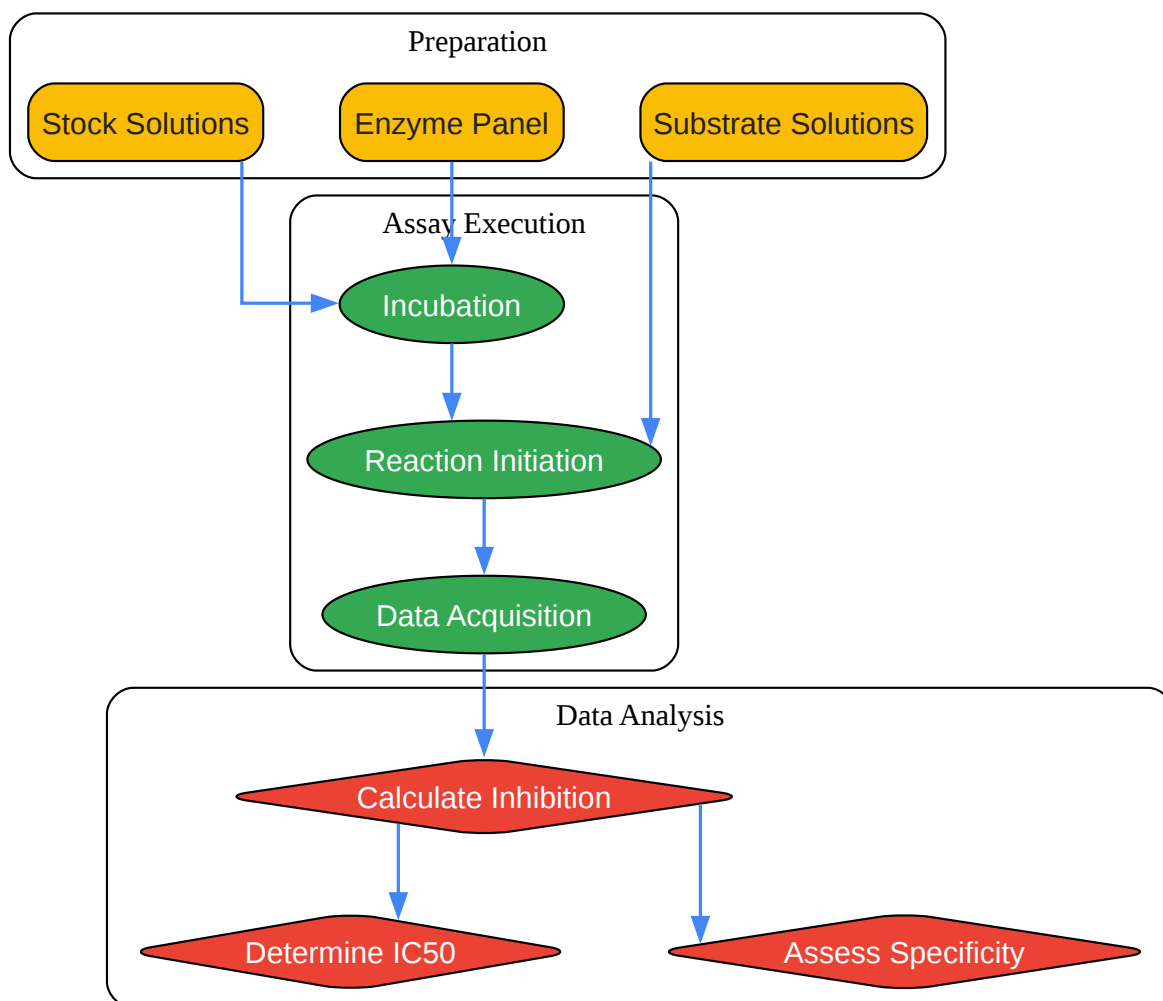 Preparation
Stock Solutions
Enzyme Panel
Substrate Solutions
Assay Execution
Incubation
Reaction Initiation
Data Acquisition
Data Analysis
Calculate Inhibition
Determine IC50
Assess Specificity